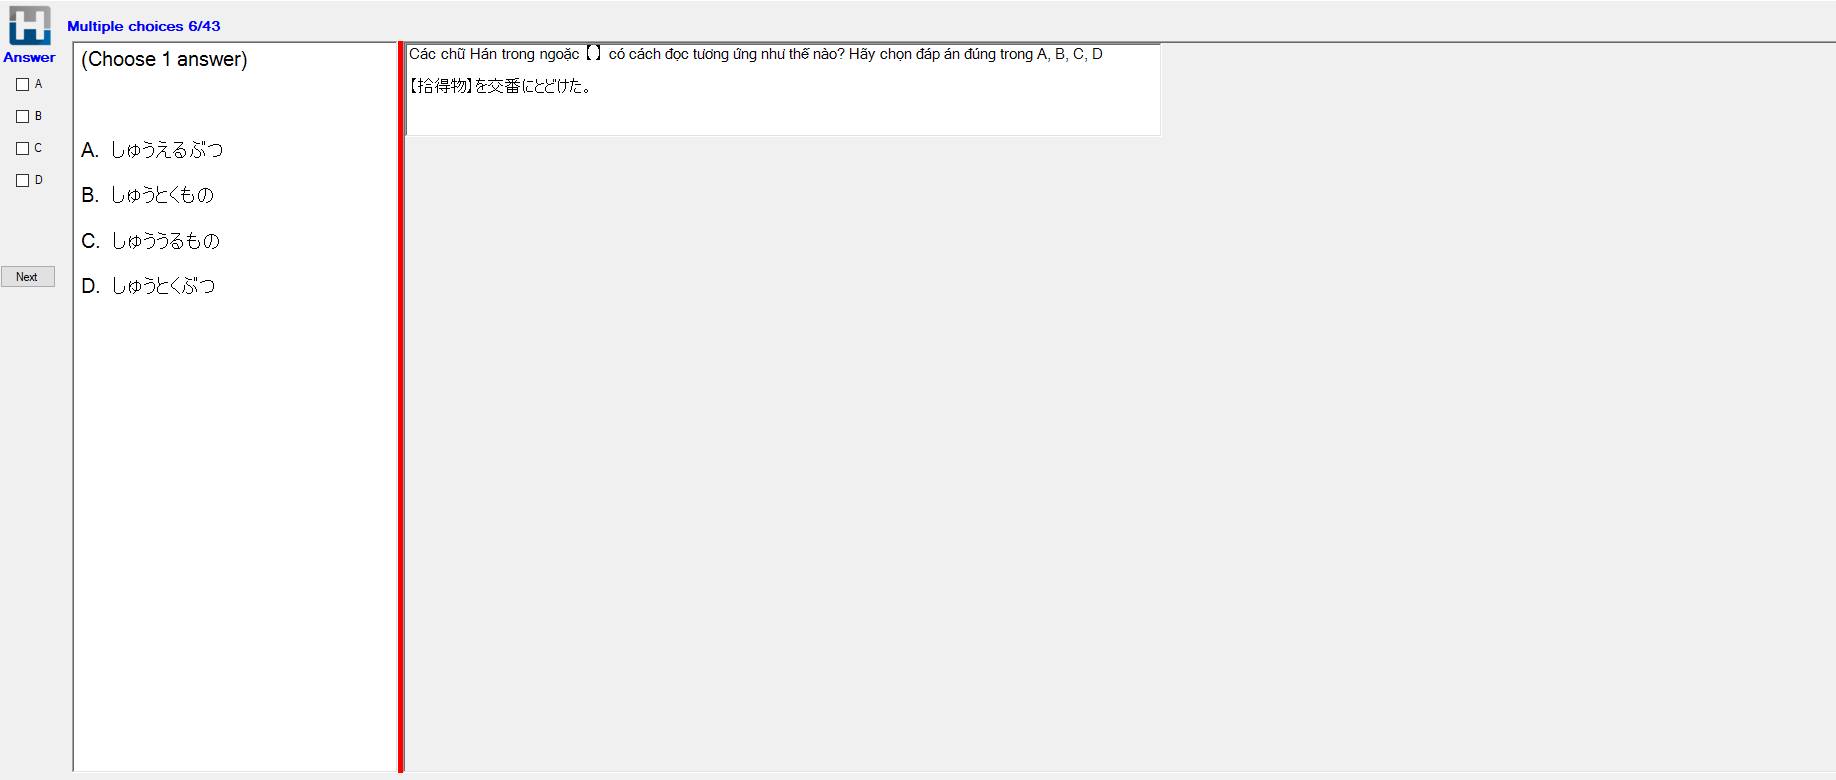 Multiple choices 6/43
Answer
A
B
C
D
Next
(Choose 1 answer)
A. しゅうえるぶつ
B. しゅうとくもの
C. しゅううるもの
D. しゅうとくぶつ
Các chữ Hán trong ngoặc 【 】 có cách đọc tương ứng như thế nào? Hãy chọn đáp án đúng trong A, B, C, D
【拾得物】を交番にとどけた。